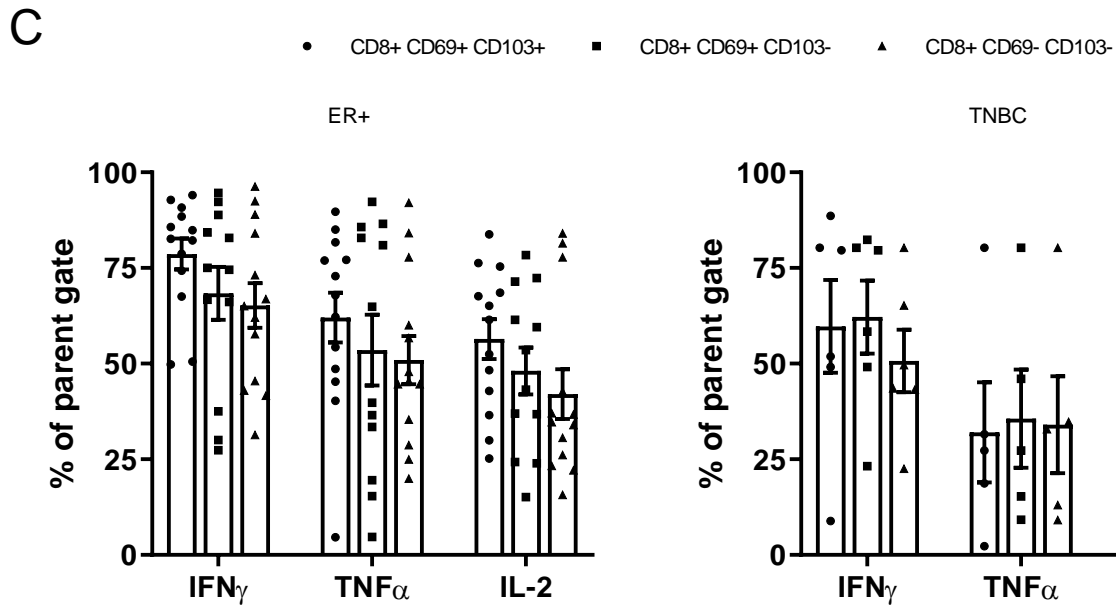 C
CD8+ CD69+ CD103+ CD8+ CD69+ CD103- CD8+ CD69- CD103-
ER+ TNBC
% of parent gate
100
75
50
25
0
IFNγ TNFα IL-2
% of parent gate
100
75
50
25
0
IFNγ TNFα